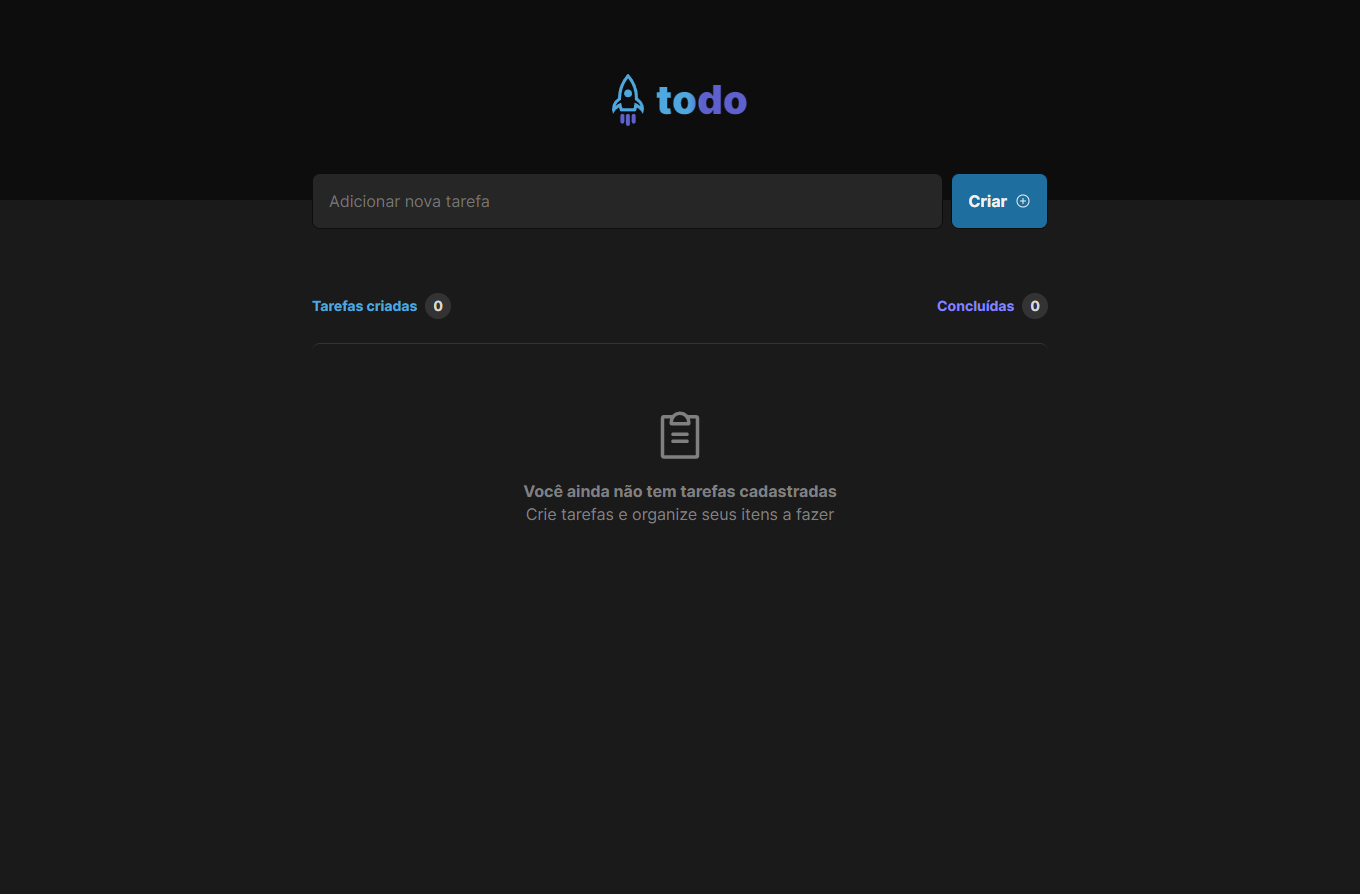 todo
Adicionar nova tarefa
Criar
Tarefas criadas 0
Concluídas 0
Você ainda não tem tarefas cadastradas
Crie tarefas e organize seus itens a fazer